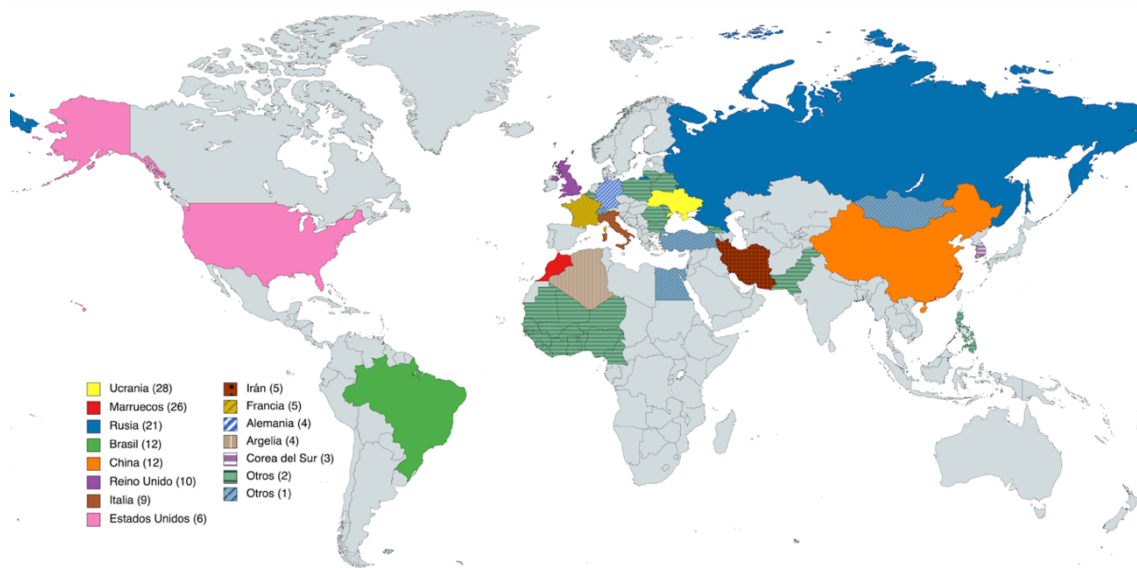 Ucrania (28)
Marruecos (26)
Rusia (21)
Brasil (12)
China (12)
Reino Unido (10)
Italia (9)
Estados Unidos (6)
Irán (5)
Francia (5)
Alemania (4)
Argelia (4)
Corea del Sur (3)
Otros (2)
Otros (1)